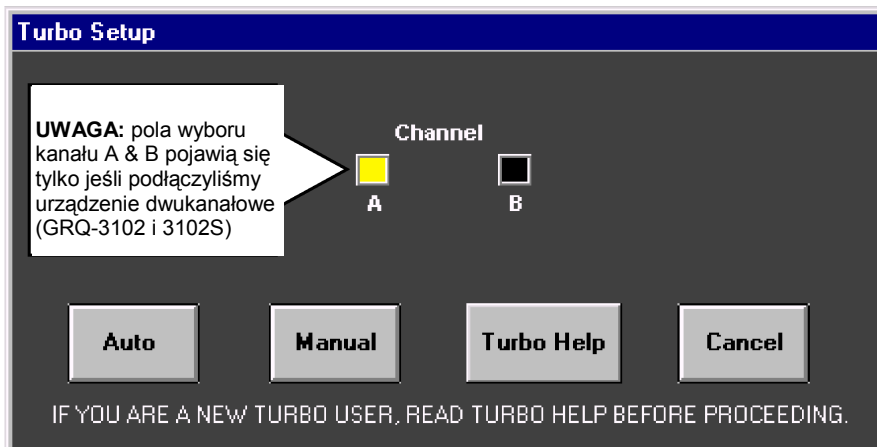 Turbo Setup
UWAGA: pola wyboru
kanału A & B pojawią się
tylko jeśli podłączyliśmy
urządzenie dwukanałowe
(GRQ-3102 i 3102S)
Channel
A B
Auto Manual Turbo Help Cancel
IF YOU ARE A NEW TURBO USER, READ TURBO HELP BEFORE PROCEEDING.